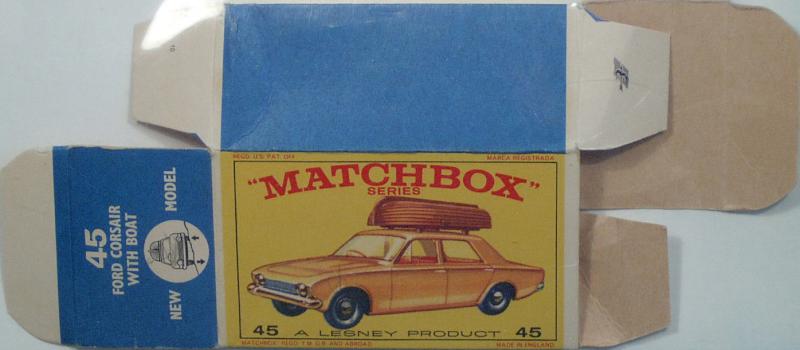 REGD. U.S. PAT. OFF.
MARCA REGISTRADA
"MATCHBOX"
SERIES
45 A LESNEY PRODUCT 45
"MATCHBOX" REGD. T.M. G.B. AND ABROAD
MADE IN ENGLAND
45
FORD CORSAIR
WITH BOAT
NEW MODEL